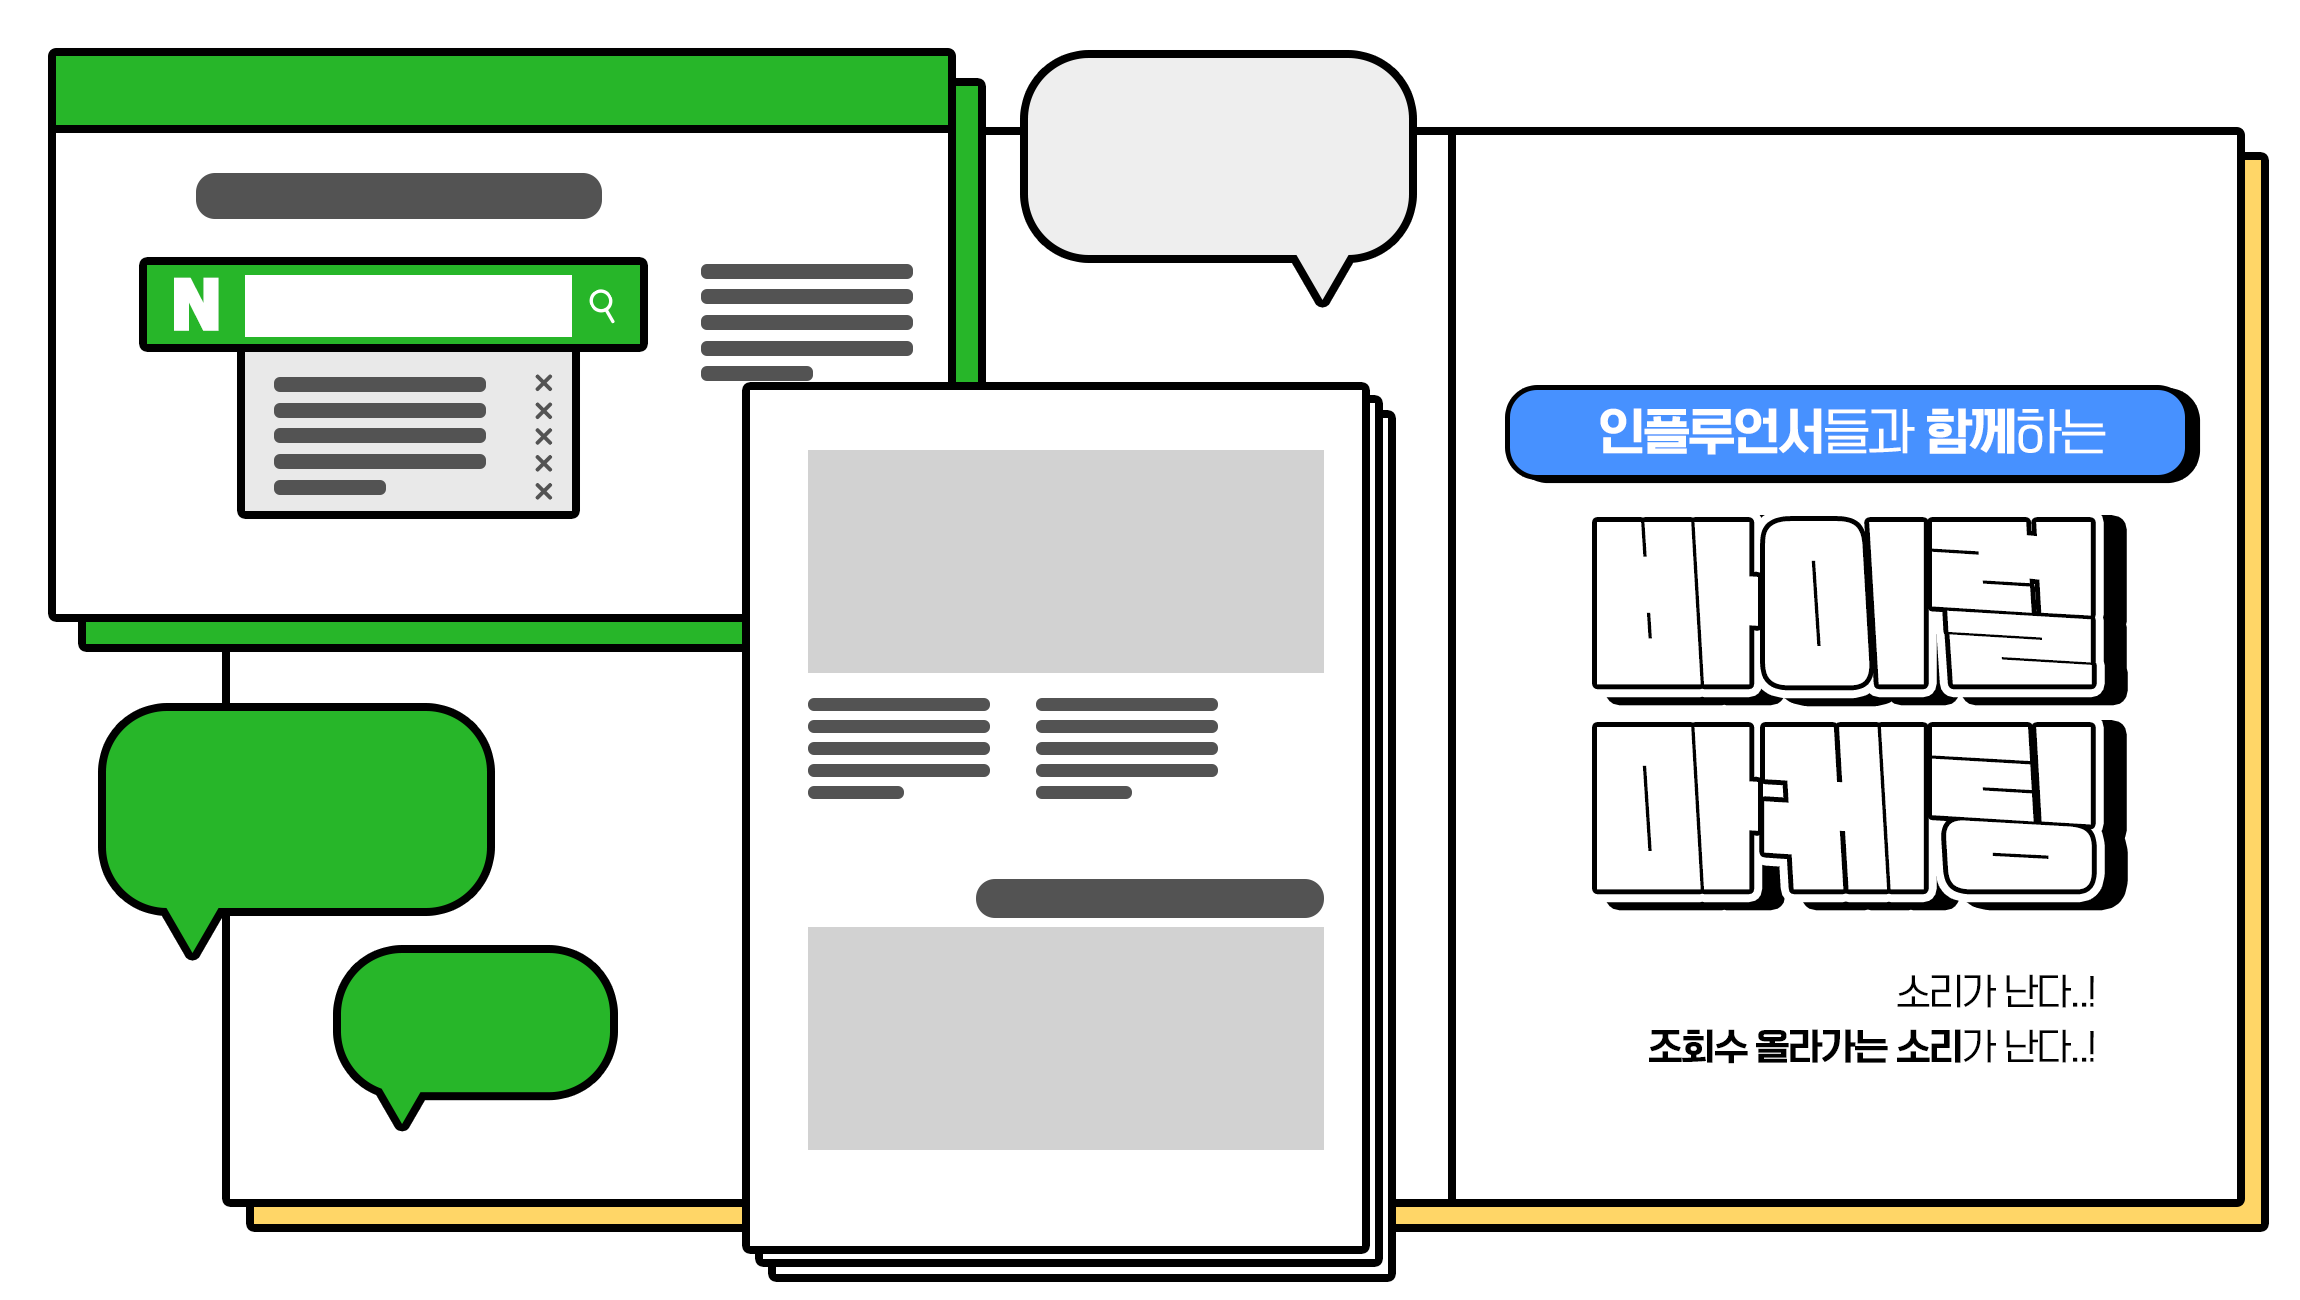 N
인플루언서들과 함께하는
바이럴
마케팅
소리가 난다..!
조회수 올라가는 소리가 난다..!